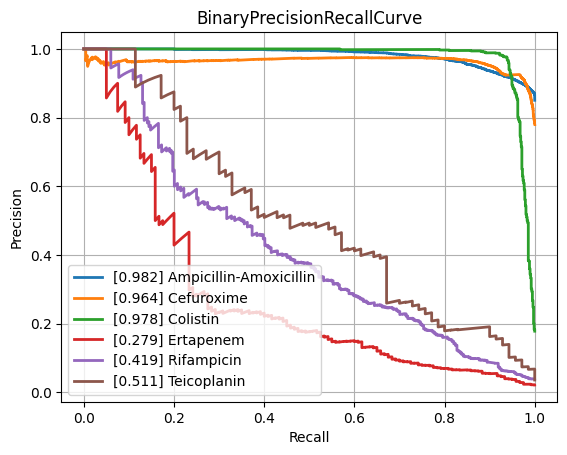 BinaryPrecisionRecallCurve
Precision
1.0
0.8
0.6
0.4
0.2
0.0
[0.982] Ampicillin-Amoxicillin
[0.964] Cefuroxime
[0.978] Colistin
[0.279] Ertapenem
[0.419] Rifampicin
[0.511] Teicoplanin
0.0 0.2 0.4 0.6 0.8 1.0
Recall